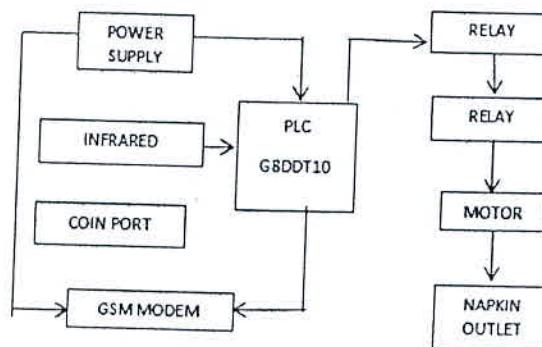 POWER
SUPPLY
RELAY
PLC
G8DDT10
INFRARED
RELAY
COIN PORT
MOTOR
GSM MODEM
NAPKIN
OUTLET